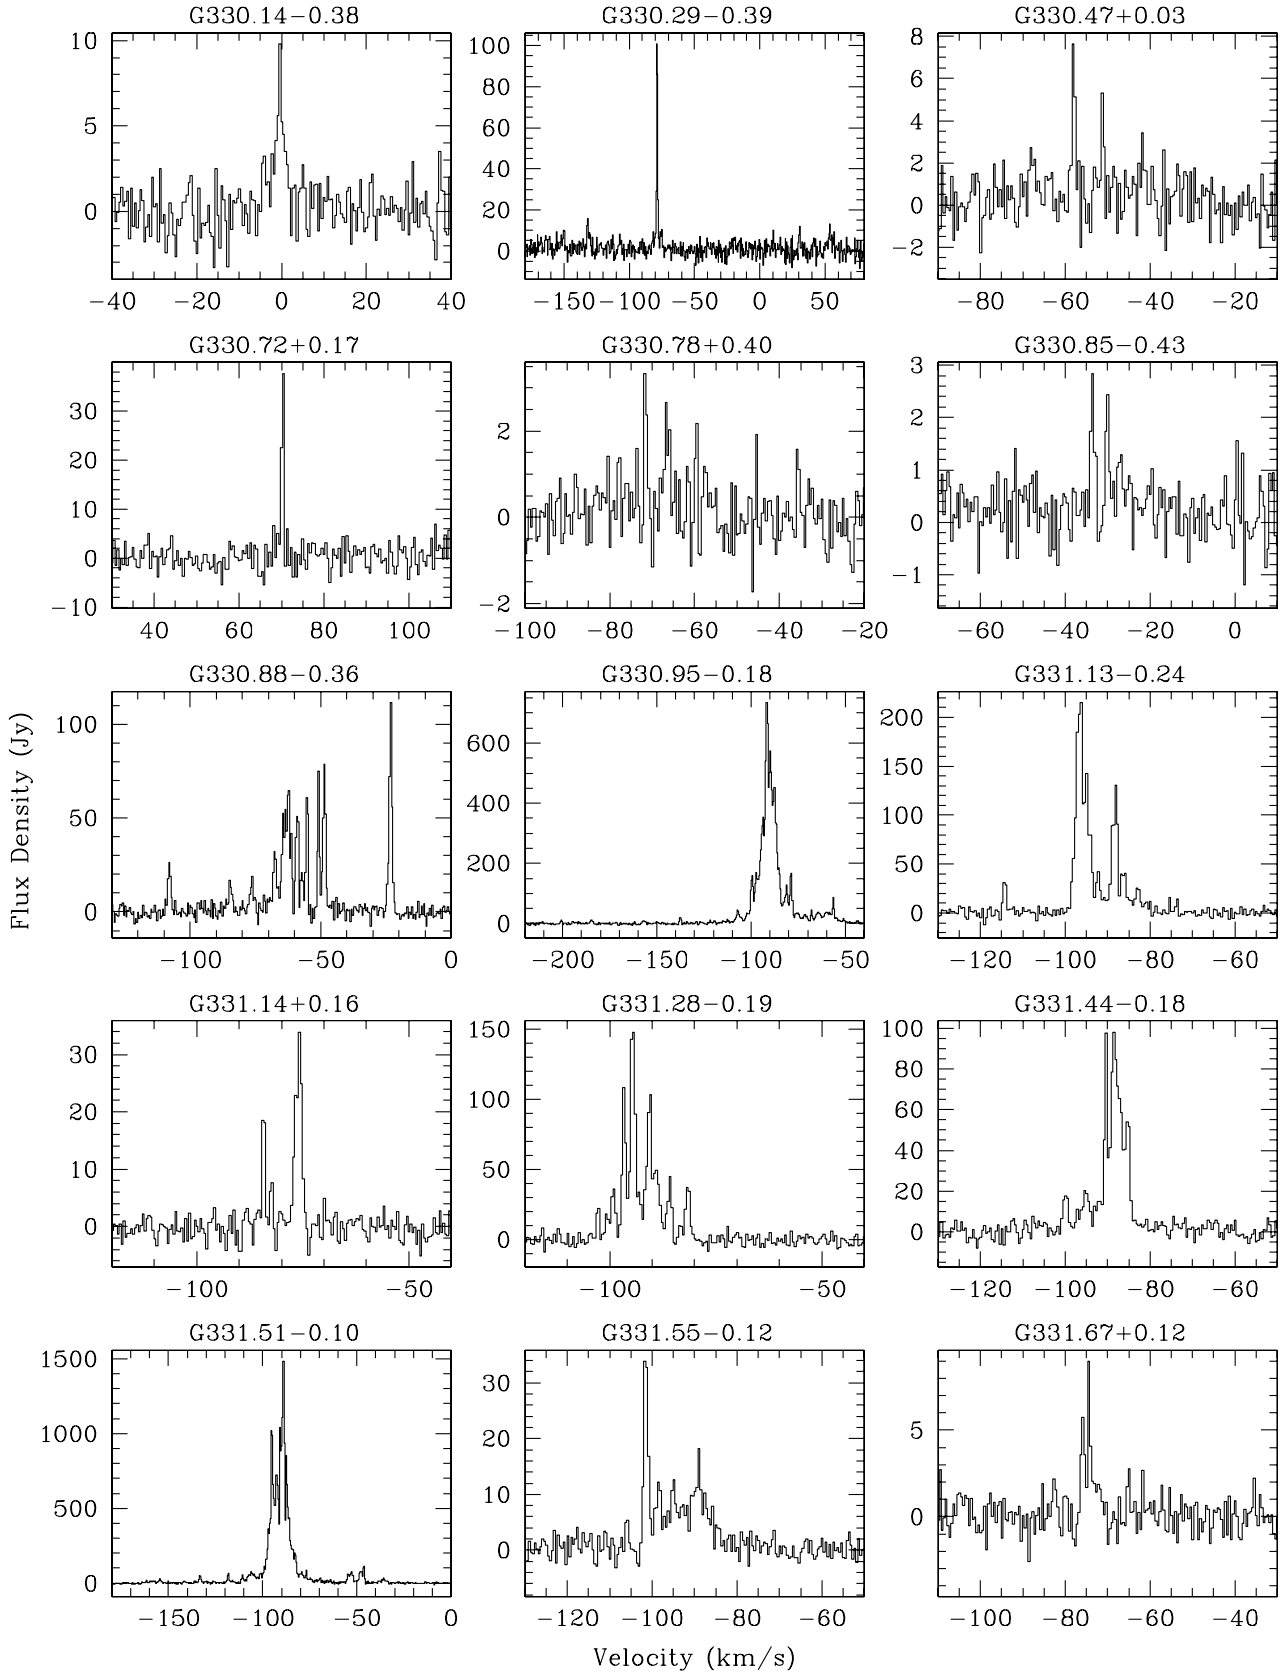 G330.14−0.38
G330.29−0.39
G330.47+0.03
10
5
0
−40 −20 0 20 40
100
80
60
40
20
0
−150 −100 −50 0 50
8
6
4
2
0
−2
−80 −60 −40 −20
G330.72+0.17
G330.78+0.40
G330.85−0.43
30
20
10
0
−10
40 60 80 100
2
0
−2
−100 −80 −60 −40 −20
3
2
1
0
−1
−60 −40 −20 0
G330.88−0.36
G330.95−0.18
G331.13−0.24
100
50
0
−100 −50 0
600
400
200
0
−200 −150 −100 −50
200
150
100
50
0
−120 −100 −80 −60
G331.14+0.16
G331.28−0.19
G331.44−0.18
30
20
10
0
−100 −50
150
100
50
0
−100 −50
100
80
60
40
20
0
−120 −100 −80 −60
G331.51−0.10
G331.55−0.12
G331.67+0.12
1500
1000
500
0
−150 −100 −50 0
30
20
10
0
−120 −100 −80 −60
5
0
−100 −80 −60 −40
Flux Density (Jy)
Velocity (km/s)